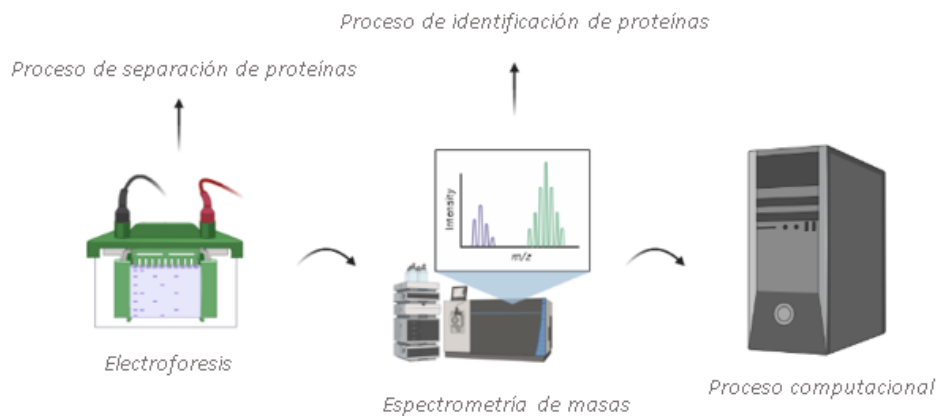 Proceso de identificación de proteínas
Proceso de separación de proteínas
Intensity
m/z
Electroforesis
Espectrometría de masas
Proceso computacional